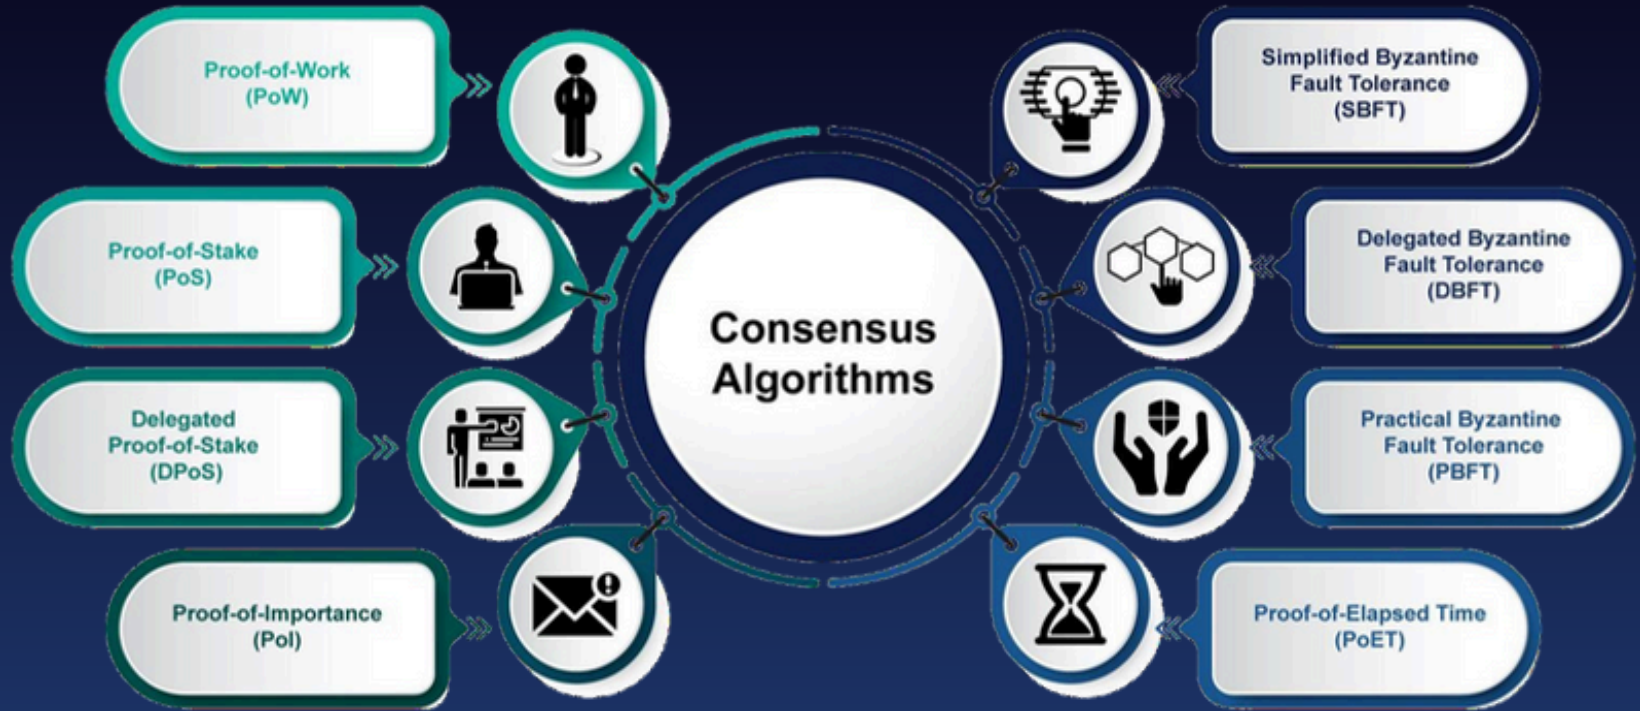 Proof-of-Work
(PoW)
Proof-of-Stake
(PoS)
Delegated
Proof-of-Stake
(DPoS)
Proof-of-Importance
(PoI)
Consensus
Algorithms
Simplified Byzantine
Fault Tolerance
(SBFT)
Delegated Byzantine
Fault Tolerance
(DBFT)
Practical Byzantine
Fault Tolerance
(PBFT)
Proof-of-Elapsed Time
(PoET)